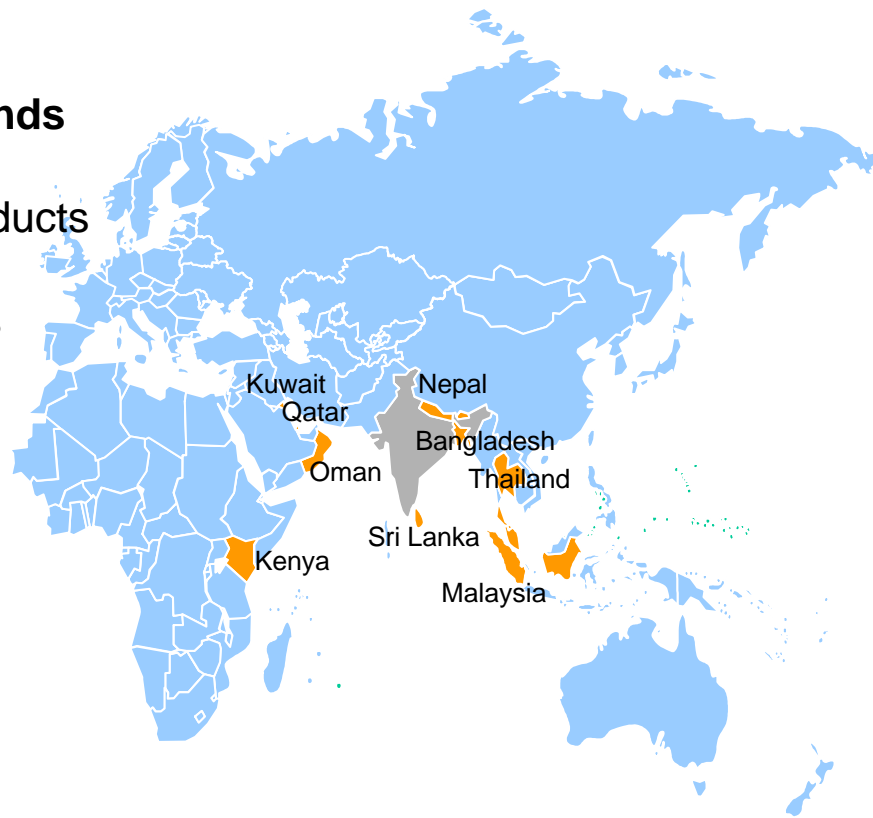 nds
ducts
Kuwait
Nepal
Qatar
Bangladesh
Oman
Thailand
Sri Lanka
Kenya
Malaysia